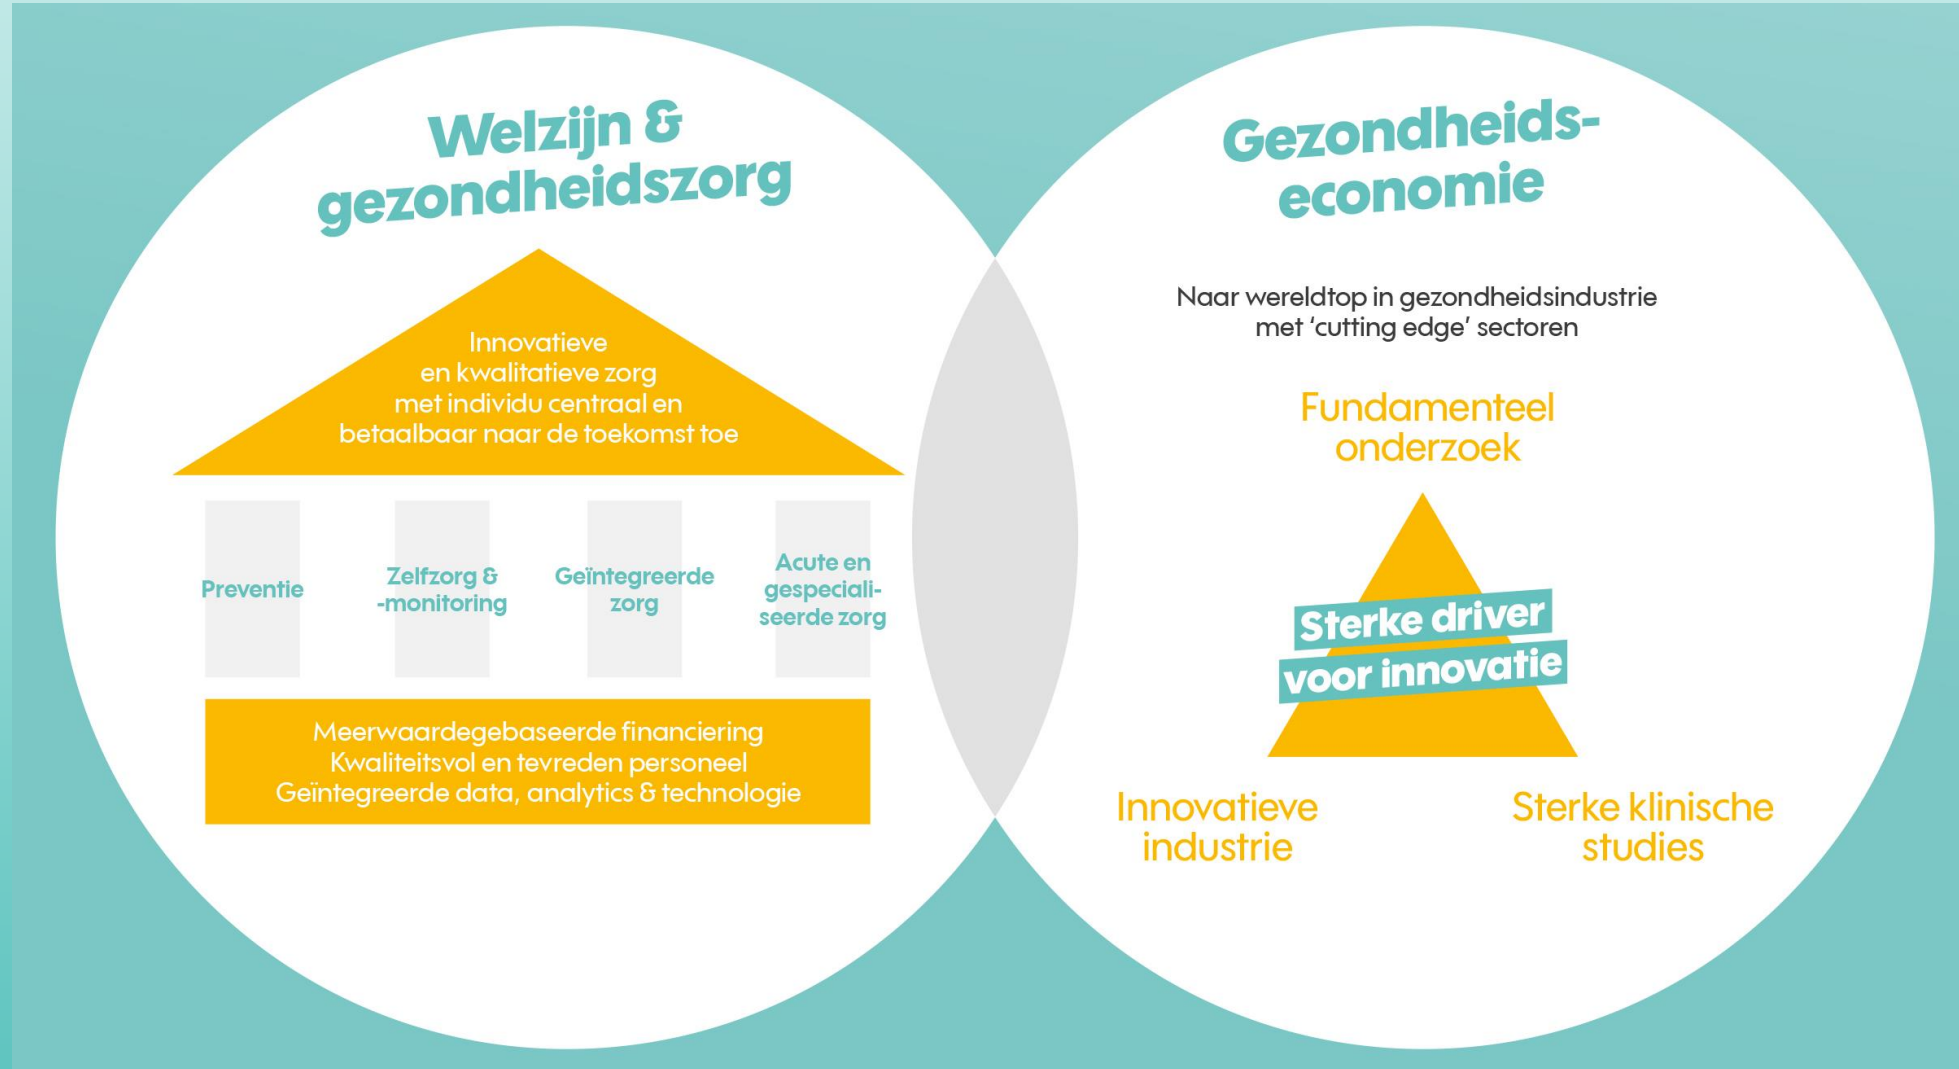 Welzijn &
gezondheidszorg
Innovatieve
en kwalitatieve zorg
met individu centraal en
betaalbaar naar de toekomst toe
Preventie
Zelfzorg &
-monitoring
Geïntegreerde
zorg
Acute en
gespeciali-
seerde zorg
Meerwaardegebaseerde financiering
Kwaliteitsvol en tevreden personeel
Geïntegreerde data, analytics & technologie
Gezondheids-
economie
Naar wereldtop in gezondheidsindustrie
met ‘cutting edge’ sectoren
Fundamenteel
onderzoek
Sterke driver
voor innovatie
Innovatieve
industrie
Sterke klinische
studies